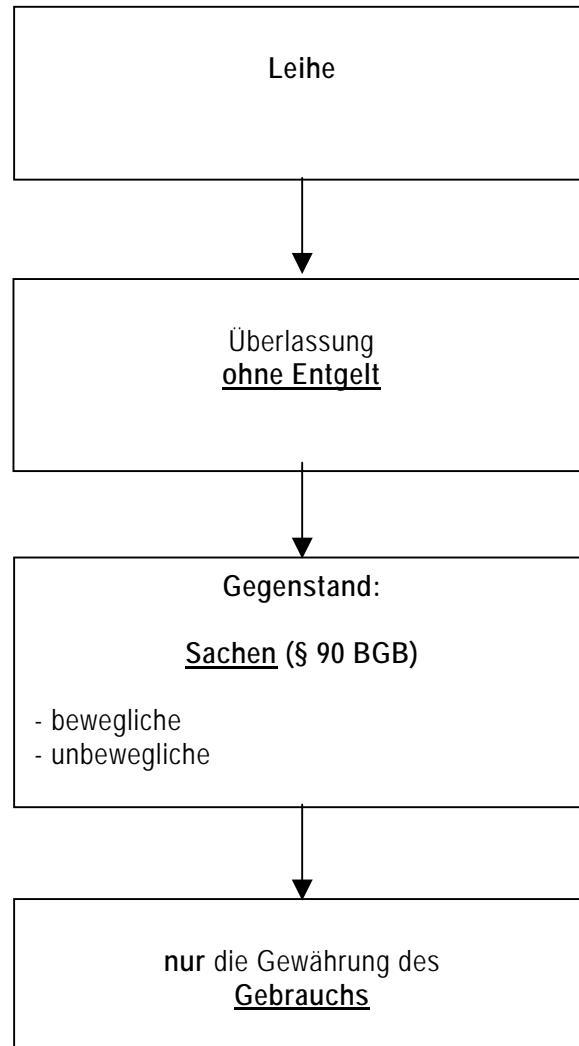 Leihe
Überlassung
ohne Entgelt
Gegenstand:
Sachen (§ 90 BGB)
- bewegliche
- unbewegliche
nur die Gewährung des
Gebrauchs